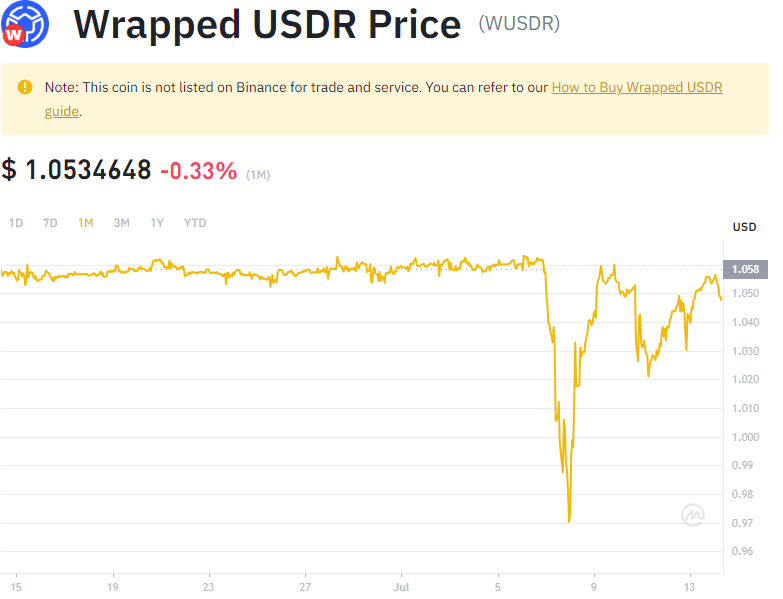 W
Wrapped USDR Price (WUSDR)
Note: This coin is not listed on Binance for trade and service. You can refer to our How to Buy Wrapped USDR
guide.
$ 1.0534648 -0.33% (1M)
1D 7D 1M 3M 1Y YTD
USD
1.058
1.050
1.040
1.030
1.020
1.010
1.000
0.99
0.98
0.97
0.96
15 19 23 27 Jul 5 9 13